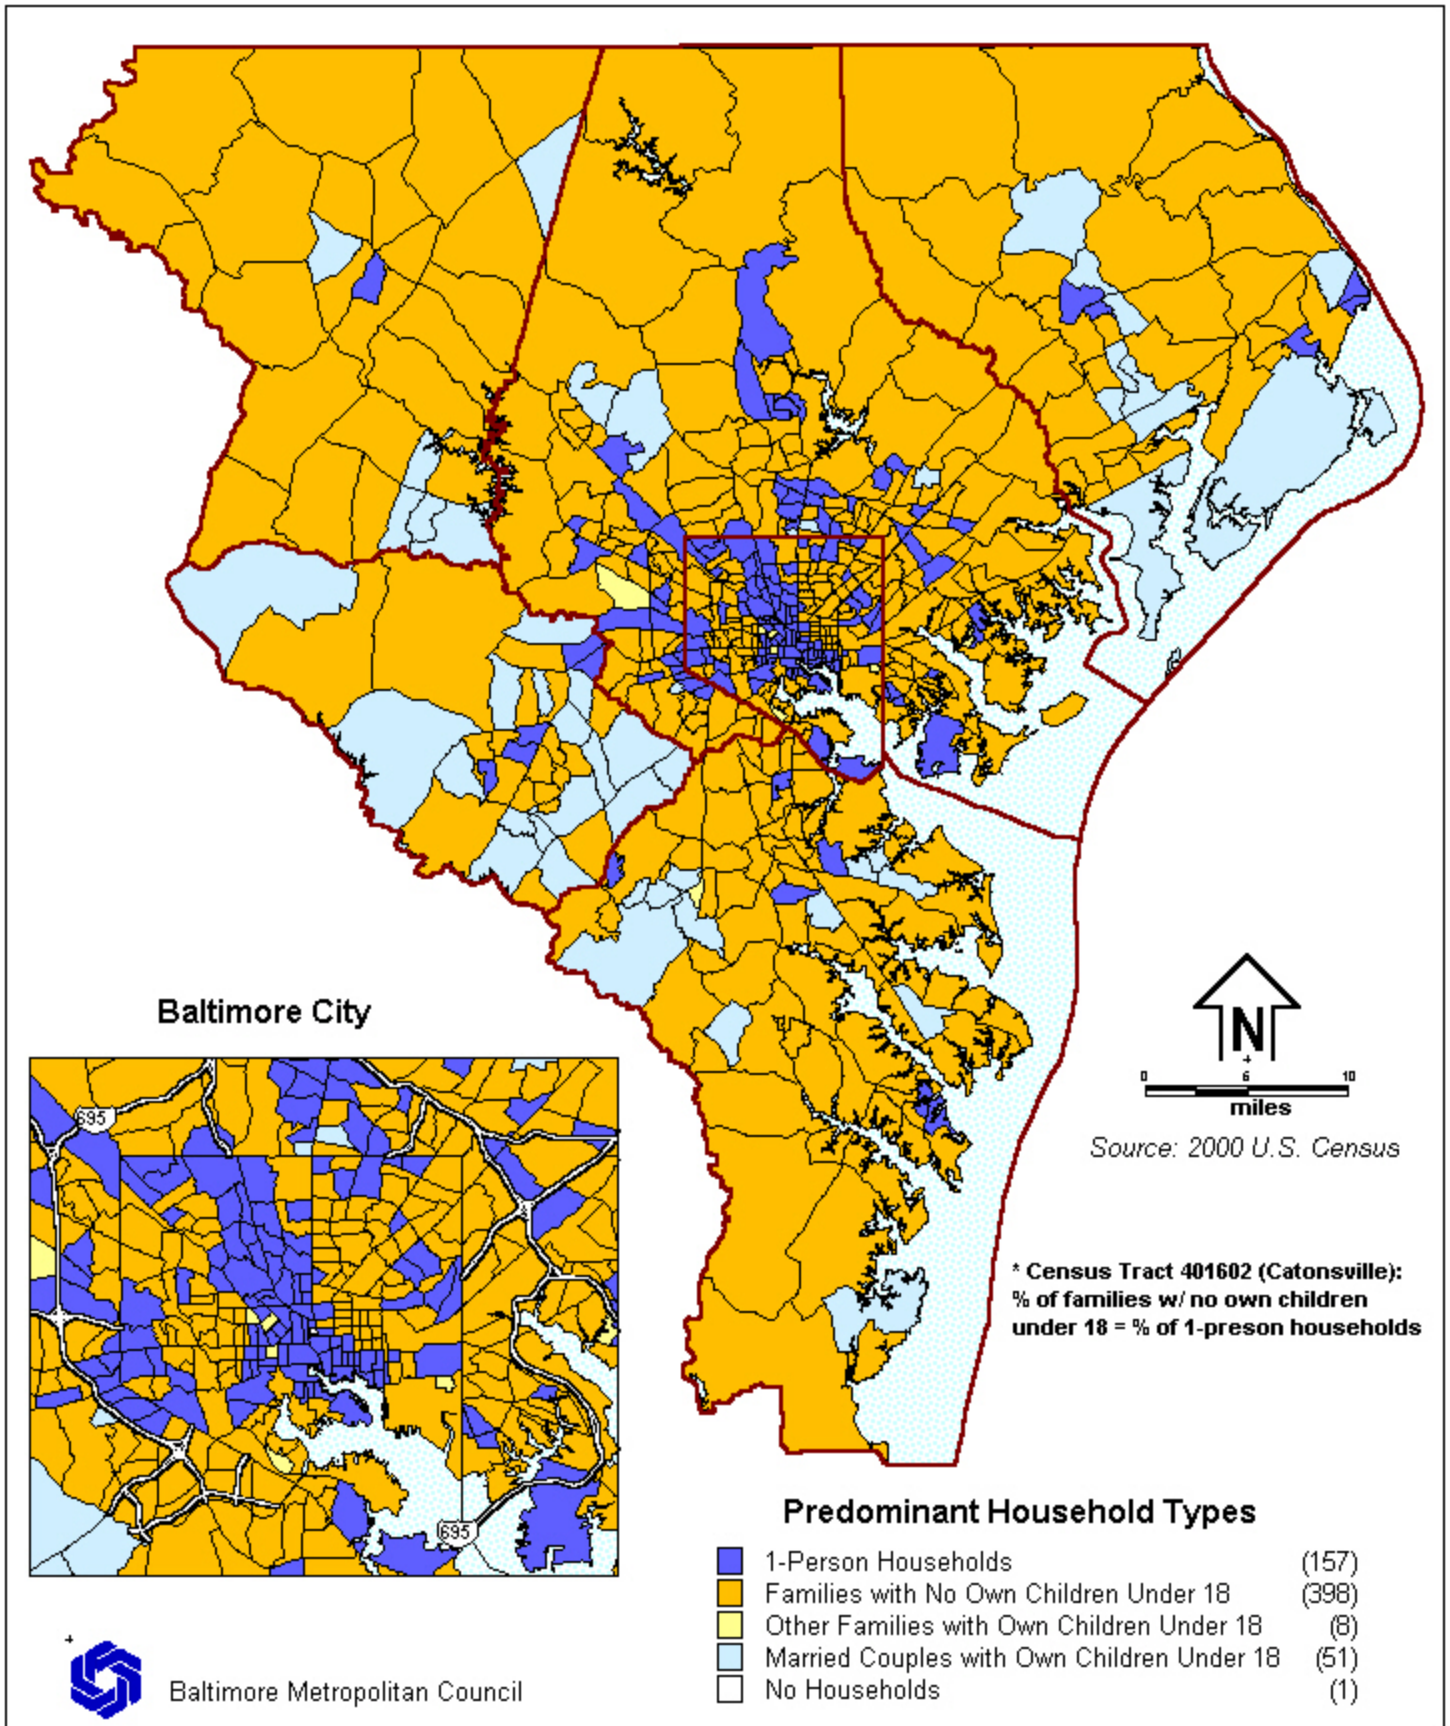 Baltimore City
695
695
N
0 6 10
miles
Source: 2000 U.S. Census
* Census Tract 401602 (Catonsville):
% of families w/ no own children
under 18 = % of 1-preson households
Predominant Household Types
1-Person Households (157)
Families with No Own Children Under 18 (398)
Other Families with Own Children Under 18 (8)
Married Couples with Own Children Under 18 (51)
No Households (1)
Baltimore Metropolitan Council